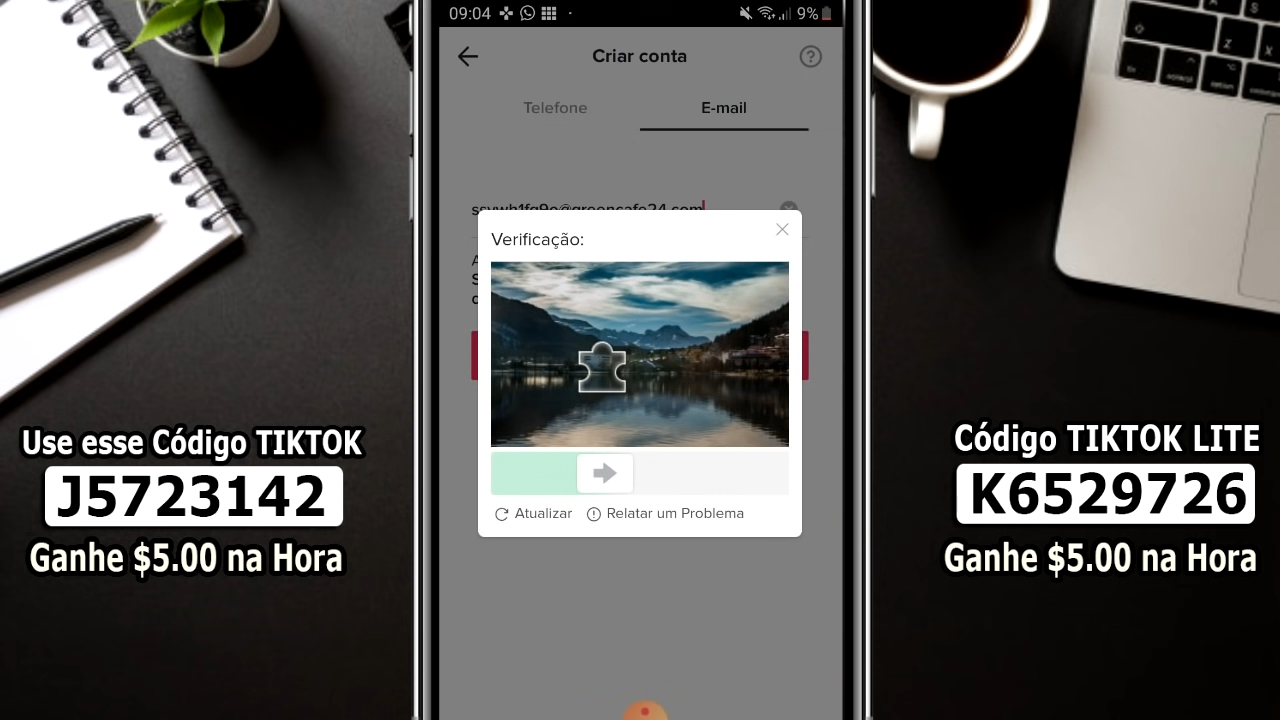 09:04
9%
Criar conta
Telefone
E-mail
Verificação:
Atualizar
Relatar um Problema
Use esse Código TIKTOK
J5723142
Ganhe $5.00 na Hora
Código TIKTOK LITE
K6529726
Ganhe $5.00 na Hora